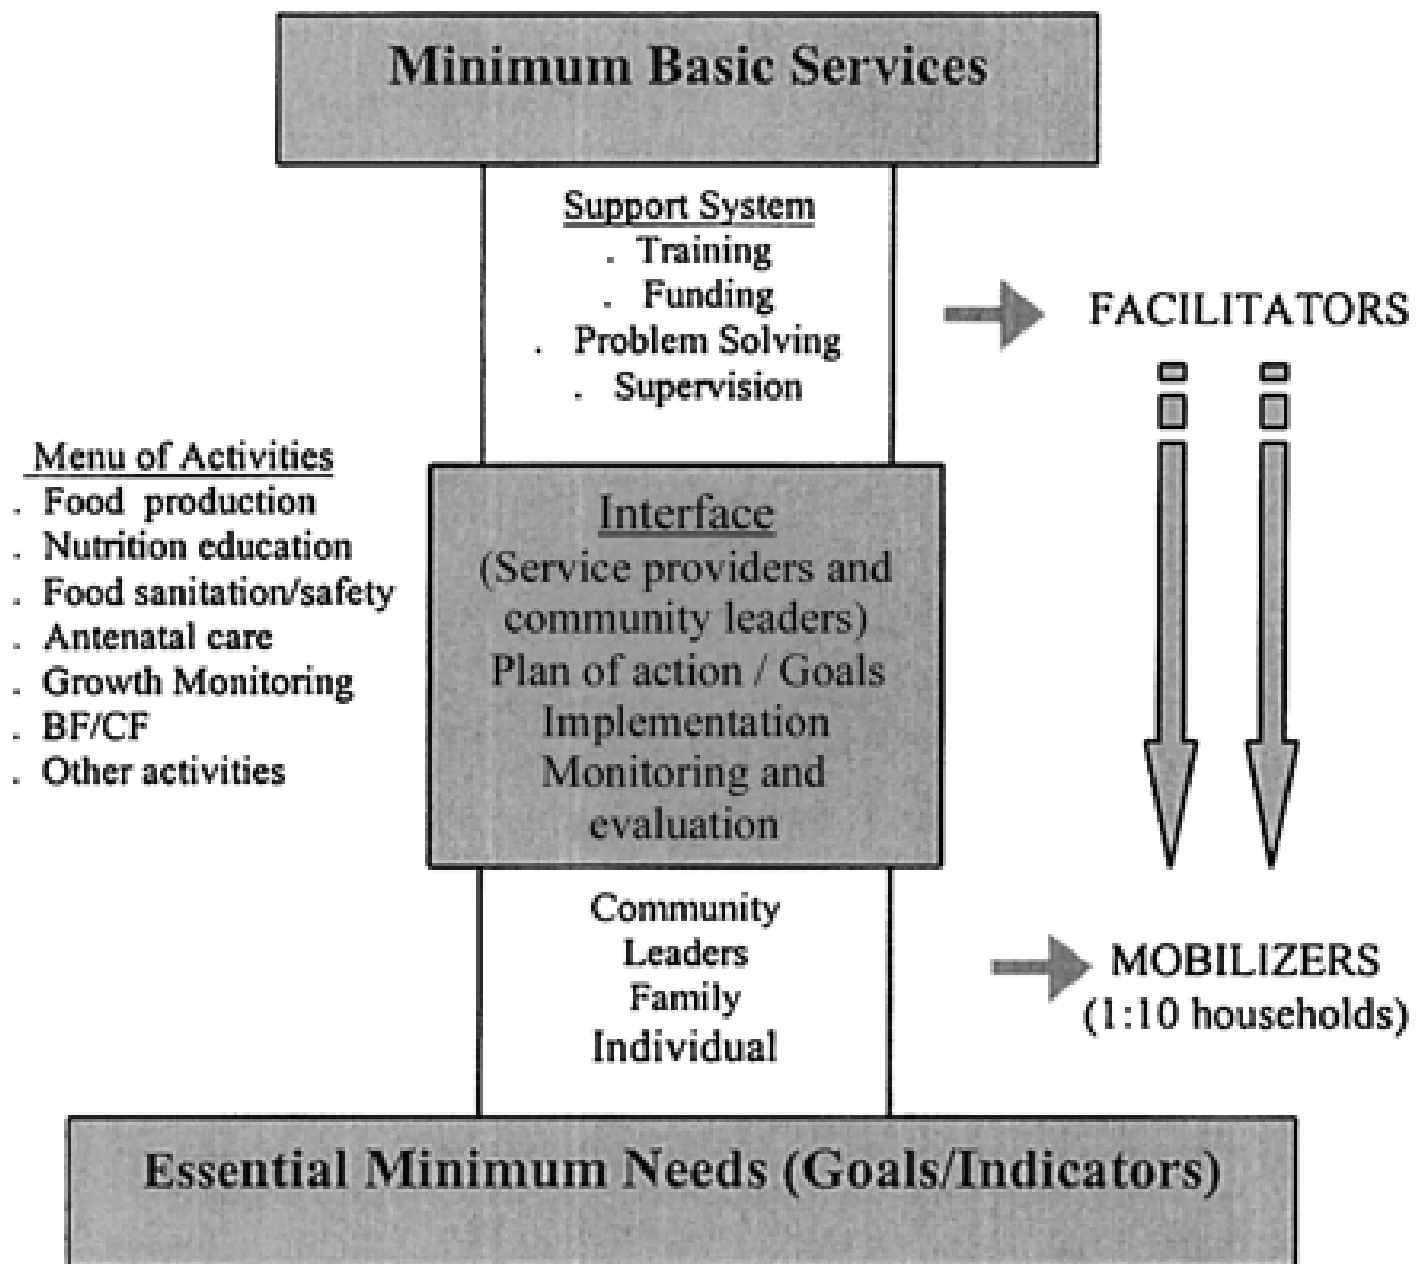 Minimum Basic Services
Support System
. Training
. Funding
. Problem Solving
. Supervision
FACILITATORS
Menu of Activities
. Food production
. Nutrition education
. Food sanitation/safety
. Antenatal care
. Growth Monitoring
. BF/CF
. Other activities
Interface
(Service providers and
community leaders)
Plan of action / Goals
Implementation
Monitoring and
evaluation
Community
Leaders
Family
Individual
MOBILIZERS
(1:10 households)
Essential Minimum Needs (Goals/Indicators)